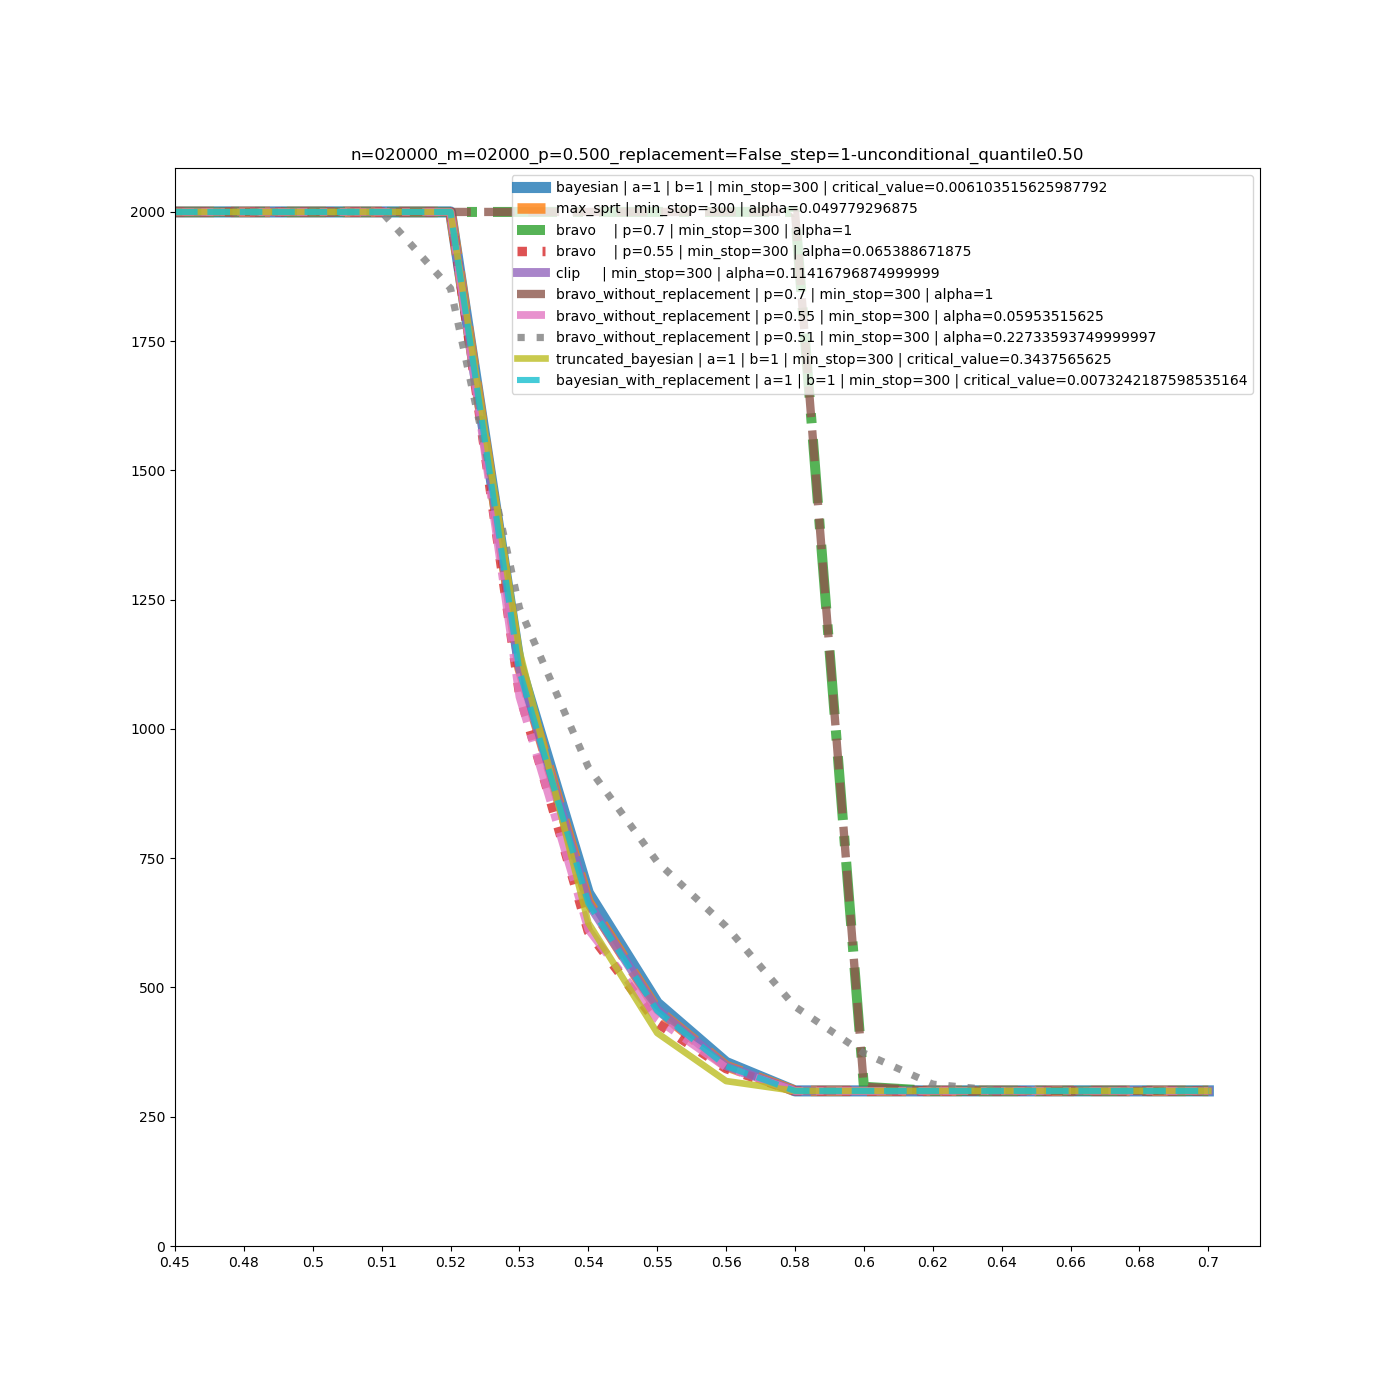 n=020000_m=02000_p=0.500_replacement=False_step=1-unconditional_quantile0.50
bayesian | a=1 | b=1 | min_stop=300 | critical_value=0.006103515625987792
max_sprt | min_stop=300 | alpha=0.049779296875
bravo | p=0.7 | min_stop=300 | alpha=1
bravo | p=0.55 | min_stop=300 | alpha=0.065388671875
clip | min_stop=300 | alpha=0.11416796874999999
bravo_without_replacement | p=0.7 | min_stop=300 | alpha=1
bravo_without_replacement | p=0.55 | min_stop=300 | alpha=0.05953515625
bravo_without_replacement | p=0.51 | min_stop=300 | alpha=0.22733593749999997
truncated_bayesian | a=1 | b=1 | min_stop=300 | critical_value=0.3437565625
bayesian_with_replacement | a=1 | b=1 | min_stop=300 | critical_value=0.0073242187598535164
2000
1750
1500
1250
1000
750
500
250
0
0.45 0.48 0.5 0.51 0.52 0.53 0.54 0.55 0.56 0.58 0.6 0.62 0.64 0.66 0.68 0.7